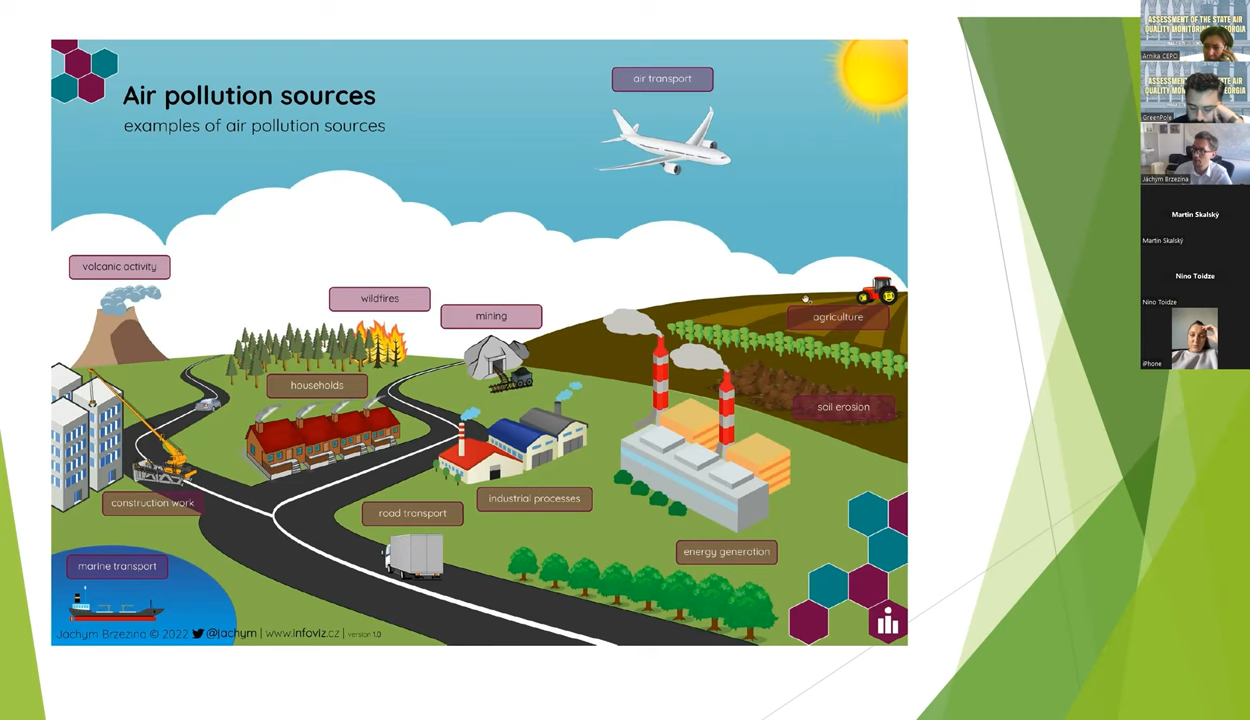 Air pollution sources
examples of air pollution sources
air transport
volcanic activity
wildfires
mining
agriculture
households
soil erosion
construction work
industrial processes
road transport
energy generation
marine transport
Jáchym Brzezina © 2022 @jachym | www.infoviz.cz | version 1.0
ASSESSMENT OF THE STATE AIR
QUALITY MONITORING GEORGIA
Arnika CEPO
ASSESSMENT OF THE STATE AIR
QUALITY MON GEORGIA
GreenPole
Jáchym Brzezina
Martin Skalský
Martin Skalský
Nino Toidze
Nino Toidze
iPhone